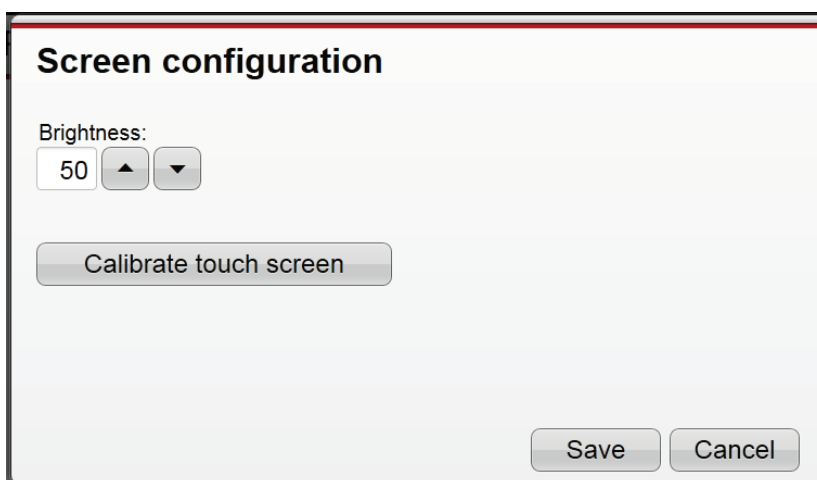 Screen configuration
Brightness:
50
Calibrate touch screen
Save Cancel